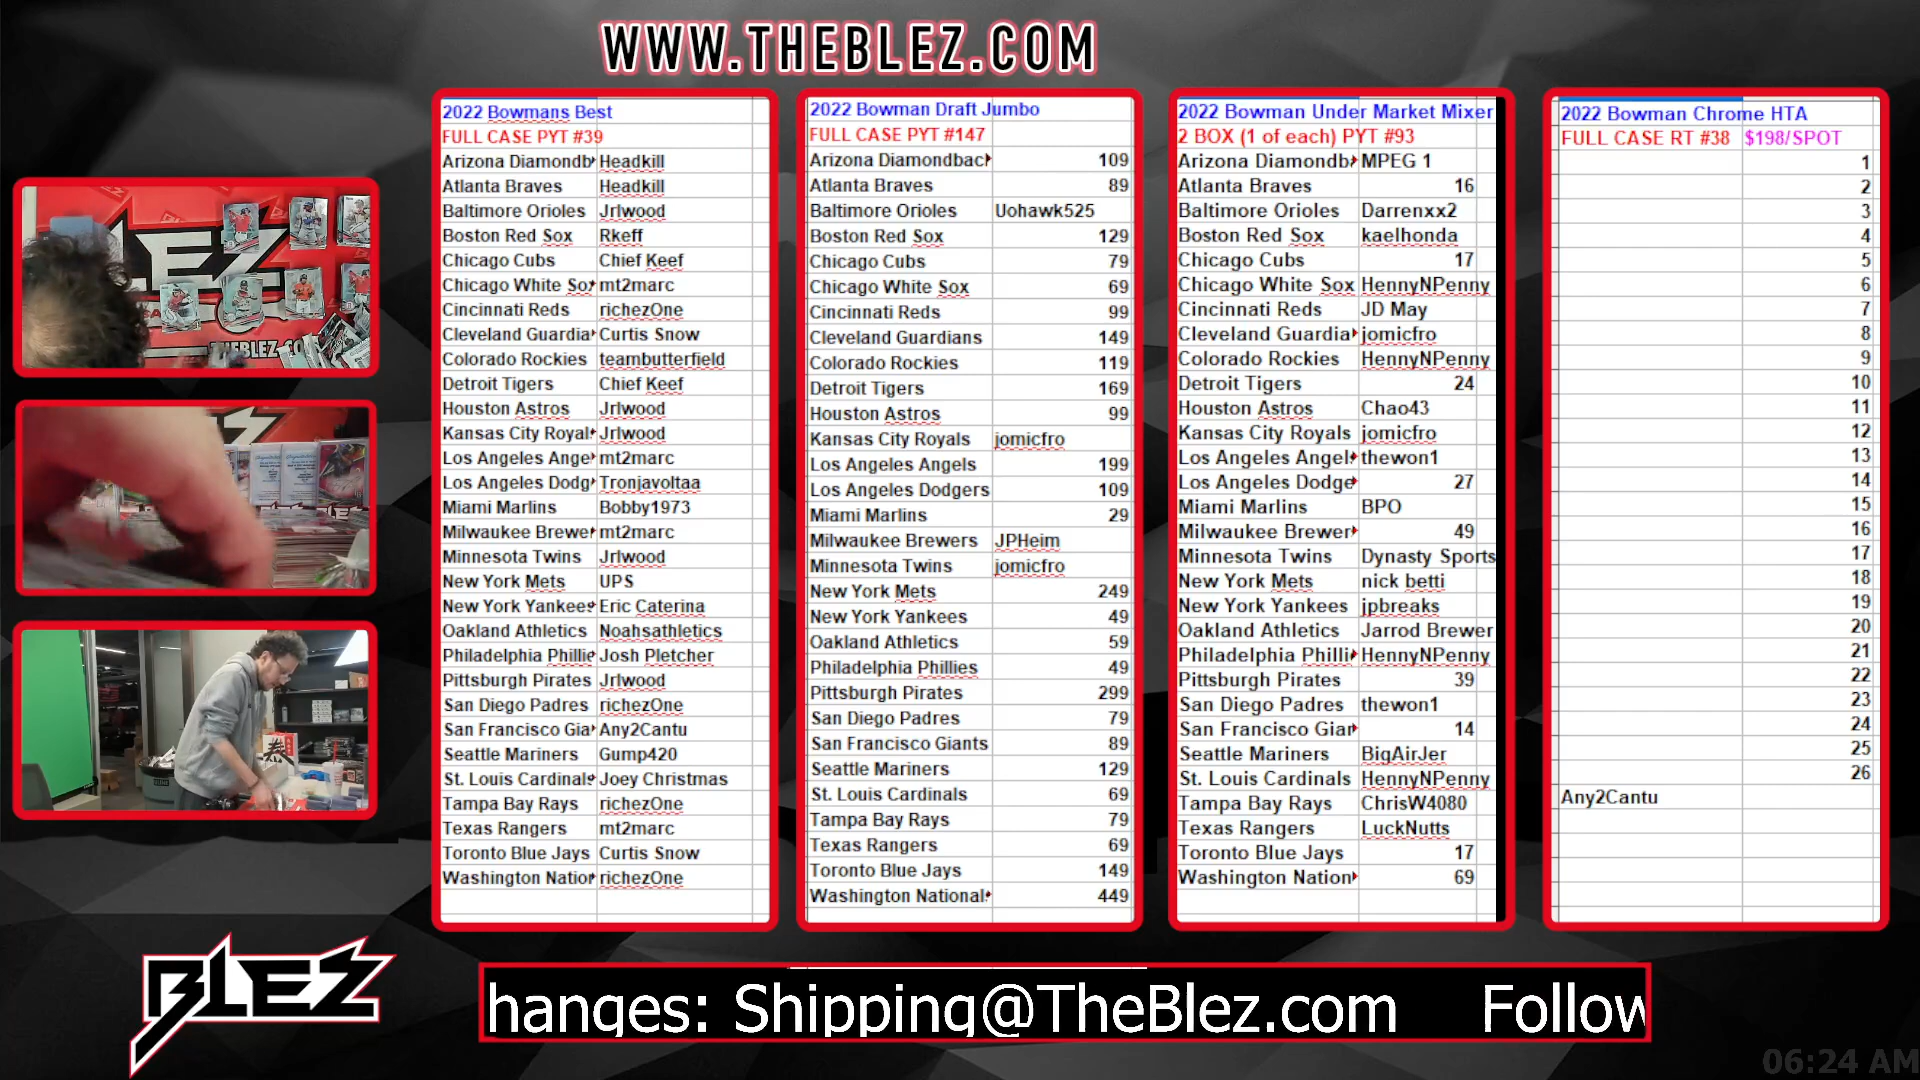 WWW.THEBLEZ.COM
2022 Bowmans Best
FULL CASE PYT #39
Arizona Diamondb Headkill
Atlanta Braves Headkill
Baltimore Orioles Jrlwood
Boston Red Sox Rkeff
Chicago Cubs Chief Keef
Chicago White Sox mt2marc
Cincinnati Reds richezOne
Cleveland Guardia Curtis Snow
Colorado Rockies teambutterfield
Detroit Tigers Chief Keef
Houston Astros Jrlwood
Kansas City Royal Jrlwood
Los Angeles Ange mt2marc
Los Angeles Dodg Tronjavoltaa
Miami Marlins Bobby1973
Milwaukee Brewe mt2marc
Minnesota Twins Jrlwood
New York Mets UPS
New York Yankees Eric Caterina
Oakland Athletics Noahsathletics
Philadelphia Phillie Josh Pletcher
Pittsburgh Pirates Jrlwood
San Diego Padres richezOne
San Francisco Gia Any2Cantu
Seattle Mariners Gump420
St. Louis Cardinals Joey Christmas
Tampa Bay Rays richezOne
Texas Rangers mt2marc
Toronto Blue Jays Curtis Snow
Washington Nation richezOne
2022 Bowman Draft Jumbo
FULL CASE PYT #147
Arizona Diamondback 109
Atlanta Braves 89
Baltimore Orioles Uohawk525
Boston Red Sox 129
Chicago Cubs 79
Chicago White Sox 69
Cincinnati Reds 99
Cleveland Guardians 149
Colorado Rockies 119
Detroit Tigers 169
Houston Astros 99
Kansas City Royals jomicfro
Los Angeles Angels 199
Los Angeles Dodgers 109
Miami Marlins 29
Milwaukee Brewers JPHeim
Minnesota Twins jomicfro
New York Mets 249
New York Yankees 49
Oakland Athletics 59
Philadelphia Phillies 49
Pittsburgh Pirates 299
San Diego Padres 79
San Francisco Giants 89
Seattle Mariners 129
St. Louis Cardinals 69
Tampa Bay Rays 79
Texas Rangers 69
Toronto Blue Jays 149
Washington National 449
2022 Bowman Under Market Mixer
2 BOX (1 of each) PYT #93
Arizona Diamondba MPEG 1
Atlanta Braves 16
Baltimore Orioles Darrenxx2
Boston Red Sox kaelhonda
Chicago Cubs 17
Chicago White Sox HennyNPenny
Cincinnati Reds JD May
Cleveland Guardia jomicfro
Colorado Rockies HennyNPenny
Detroit Tigers 24
Houston Astros Chao43
Kansas City Royals jomicfro
Los Angeles Angel thewon1
Los Angeles Dodge 27
Miami Marlins BPO
Milwaukee Brewer 49
Minnesota Twins Dynasty Sports
New York Mets nick betti
New York Yankees jpbreaks
Oakland Athletics Jarrod Brewer
Philadelphia Philli HennyNPenny
Pittsburgh Pirates 39
San Diego Padres thewon1
San Francisco Gian 14
Seattle Mariners BigAirJer
St. Louis Cardinals HennyNPenny
Tampa Bay Rays ChrisW4080
Texas Rangers LuckNutts
Toronto Blue Jays 17
Washington Nation 69
2022 Bowman Chrome HTA
FULL CASE RT #38 $198/SPOT
1
2
3
4
5
6
7
8
9
10
11
12
13
14
15
16
17
18
19
20
21
22
23
24
25
26
Any2Cantu
BLEZ
hanges: Shipping@TheBlez.com Follow
06:24 AM